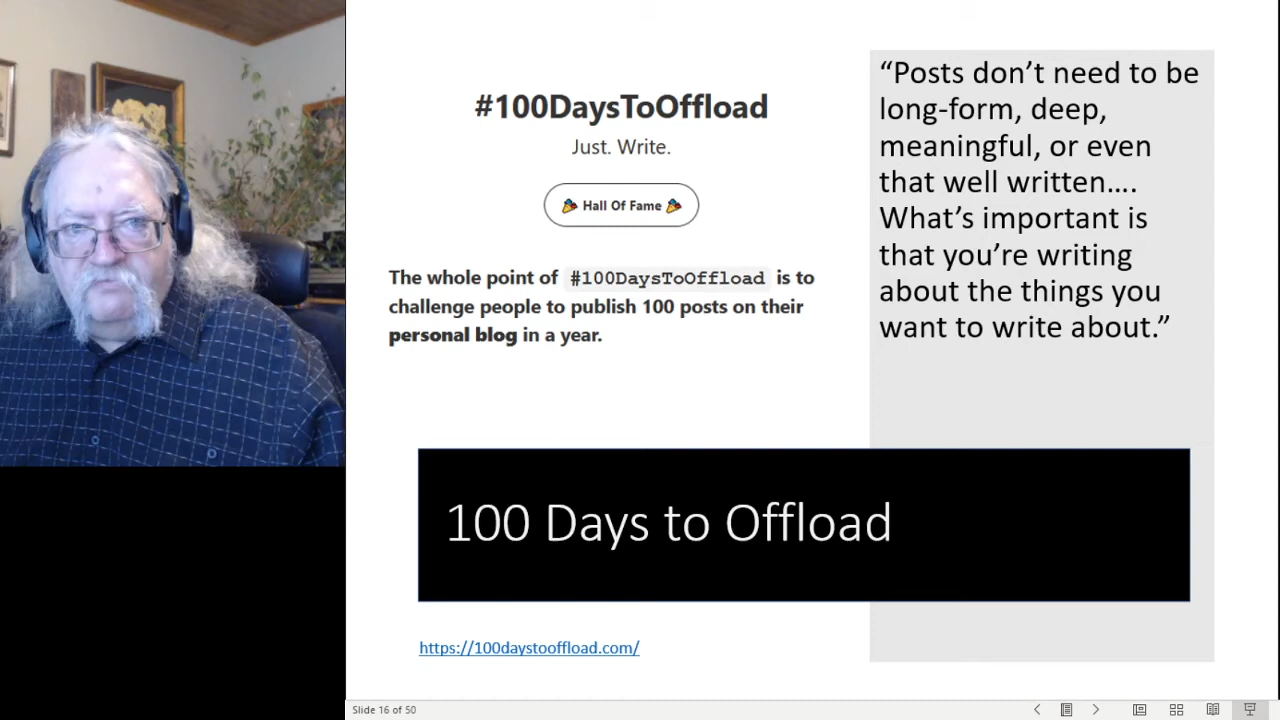 #100DaysToOffload
Just. Write.
Hall Of Fame
The whole point of #100DaysToOffload is to
challenge people to publish 100 posts on their
personal blog in a year.
“Posts don’t need to be
long-form, deep,
meaningful, or even
that well written….
What’s important is
that you’re writing
about the things you
want to write about.”
100 Days to Offload
https://100daystooffload.com/
Slide 16 of 50